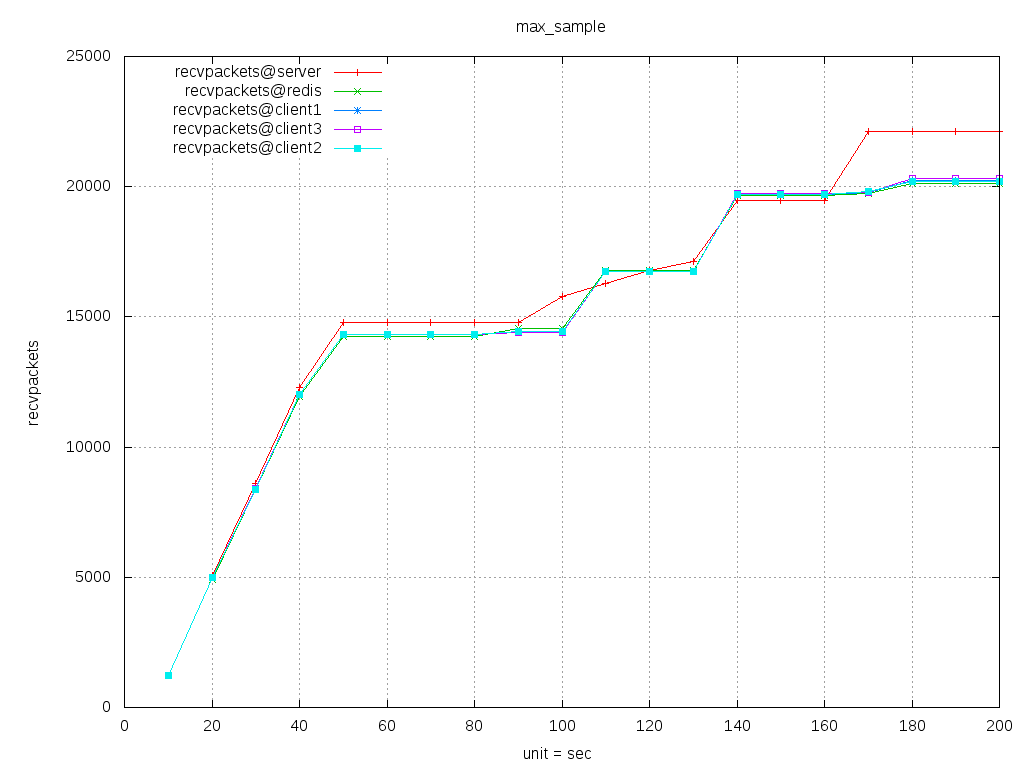 max_sample
25000
20000
15000
10000
5000
0
recvpackets@server
recvpackets@redis
recvpackets@client1
recvpackets@client3
recvpackets@client2
recvpackets
0 20 40 60 80 100 120 140 160 180 200
unit = sec